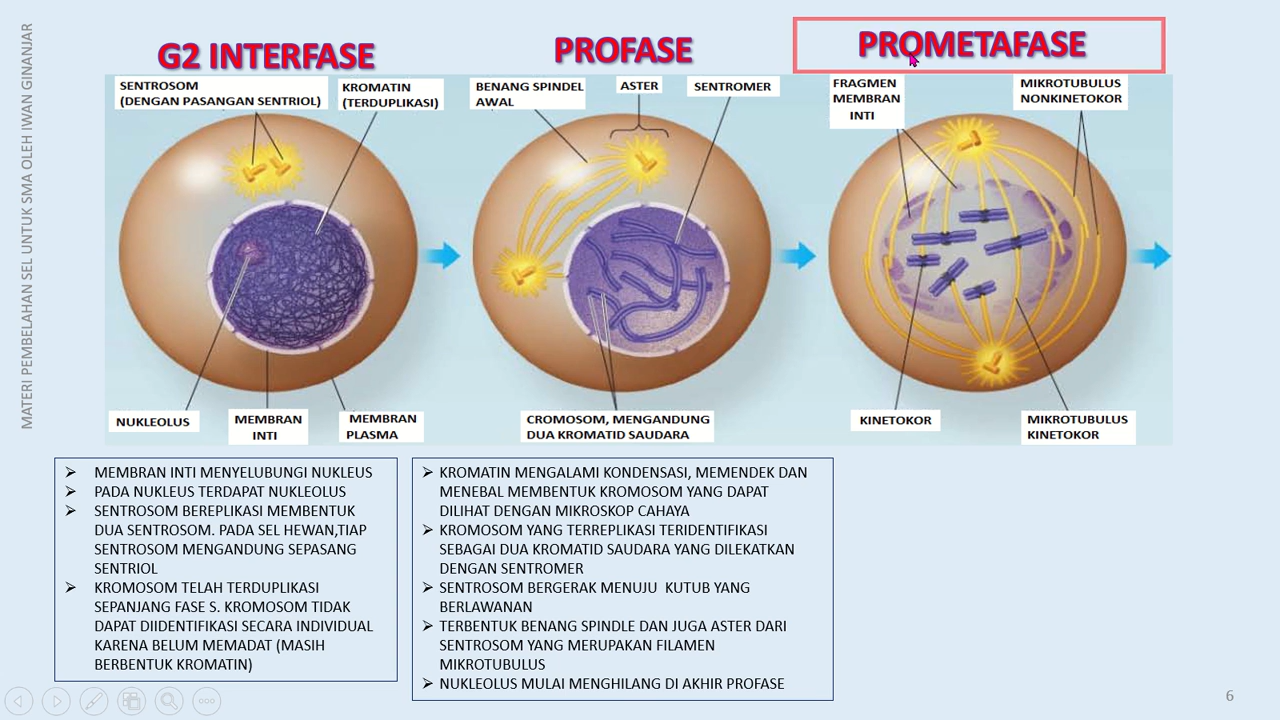 MATERI PEMBELAHAN SEL UNTUK SMA OLEH IWAN GINANJAR
G2 INTERFASE
PROFASE
PROMETAFASE
SENTROSOM
(DENGAN PASANGAN SENTRIOL)
KROMATIN
(TERDUPLIKASI)
BENANG SPINDEL
AWAL
ASTER
SENTROMER
FRAGMEN
MEMBRAN
INTI
MIKROTUBULUS
NONKINETOKOR
NUKLEOLUS
MEMBRAN
INTI
MEMBRAN
PLASMA
CROMOSOM, MENGANDUNG
DUA KROMATID SAUDARA
KINETOKOR
MIKROTUBULUS
KINETOKOR
➢ MEMBRAN INTI MENYELUBUNGI NUKLEUS
➢ PADA NUKLEUS TERDAPAT NUKLEOLUS
➢ SENTROSOM BEREPLIKASI MEMBENTUK
DUA SENTROSOM. PADA SEL HEWAN,TIAP
SENTROSOM MENGANDUNG SEPASANG
SENTRIOL
➢ KROMOSOM TELAH TERDUPLIKASI
SEPANJANG FASE S. KROMOSOM TIDAK
DAPAT DIIDENTIFIKASI SECARA INDIVIDUAL
KARENA BELUM MEMADAT (MASIH
BERBENTUK KROMATIN)
➢ KROMATIN MENGALAMI KONDENSASI, MEMENDEK DAN
MENEBAL MEMBENTUK KROMOSOM YANG DAPAT
DILIHAT DENGAN MIKROSKOP CAHAYA
➢ KROMOSOM YANG TERREPLIKASI TERIDENTIFIKASI
SEBAGAI DUA KROMATID SAUDARA YANG DILEKATKAN
DENGAN SENTROMER
➢ SENTROSOM BERGERAK MENUJU KUTUB YANG
BERLAWANAN
➢ TERBENTUK BENANG SPINDLE DAN JUGA ASTER DARI
SENTROSOM YANG MERUPAKAN FILAMEN
MIKROTUBULUS
➢ NUKLEOLUS MULAI MENGHILANG DI AKHIR PROFASE
6